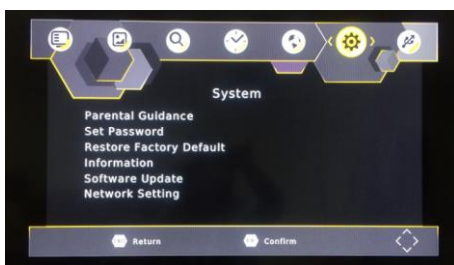 System
Parental Guidance
Set Password
Restore Factory Default
Information
Software Update
Network Setting
Return
Confirm